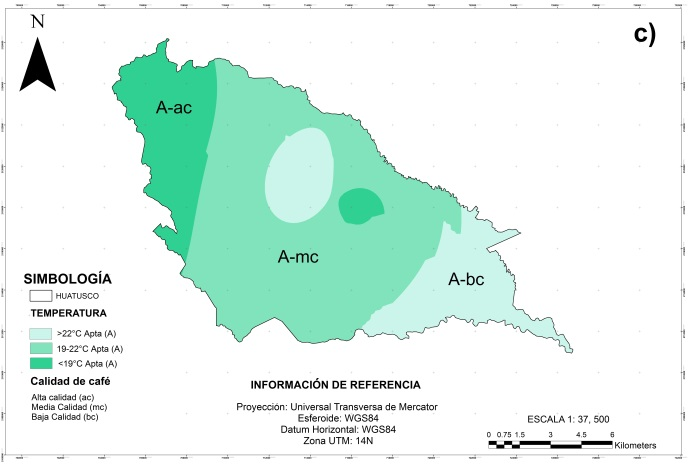 N
c)
A-ac
A-mc
A-bc
SIMBOLOGÍA
HUATUSCO
TEMPERATURA
>22°C Apta (A)
19-22°C Apta (A)
<19°C Apta (A)
Calidad de café
Alta calidad (ac)
Media Calidad (mc)
Baja Calidad (bc)
INFORMACIÓN DE REFERENCIA
Proyección: Universal Transversa de Mercator
Esferoide: WGS84
Datum Horizontal: WGS84
Zona UTM: 14N
ESCALA 1: 37, 500
0 0.75 1.5 3 4.5 6
Kilometers